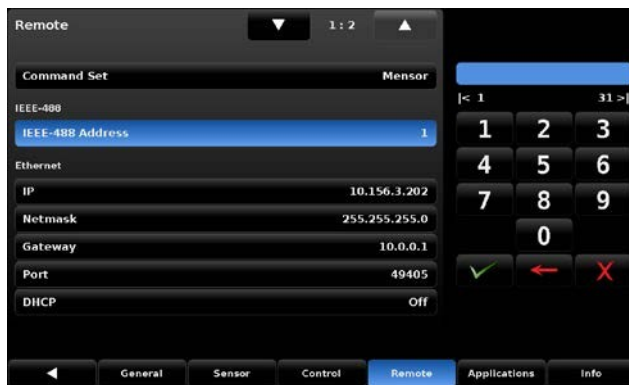 Remote 1 : 2
Command Set Mensor
|< 1 31 >|
IEEE-488
IEEE-488 Address 1
1 2 3
Ethernet
4 5 6
IP 10.156.3.202
7 8 9
Netmask 255.255.255.0
Gateway 10.0.0.1
0
Port 49405
DHCP Off
General Sensor Control Remote Applications Info